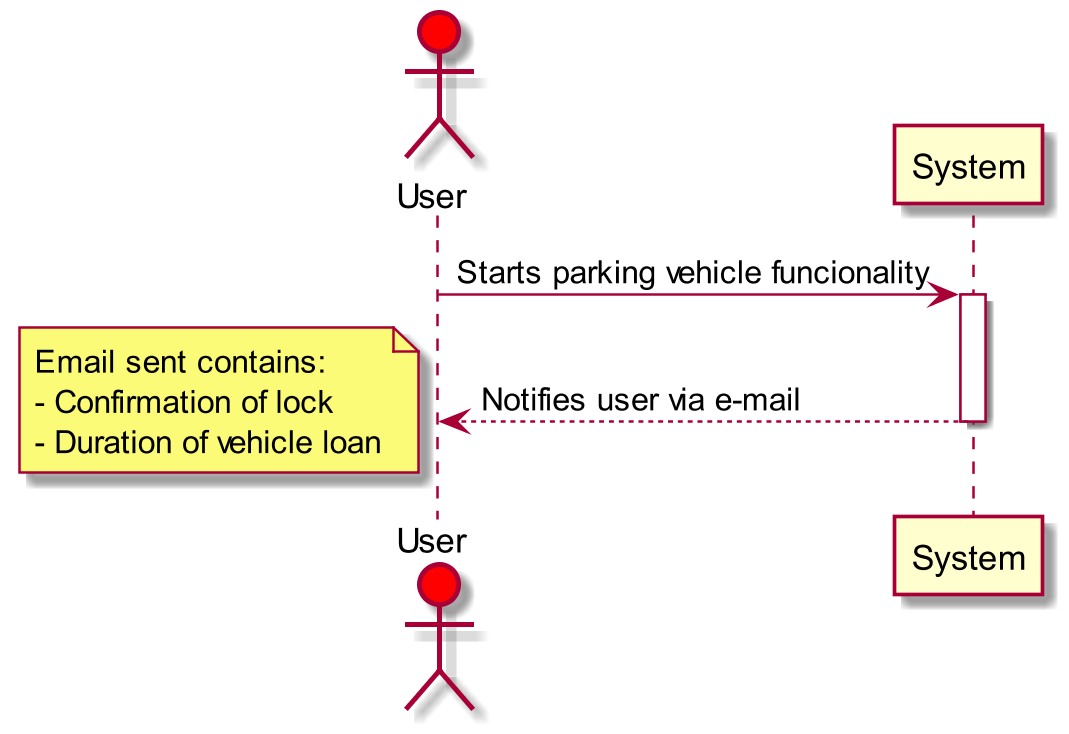 User
System
Starts parking vehicle funcionality
Email sent contains:
- Confirmation of lock
- Duration of vehicle loan
Notifies user via e-mail
User
System